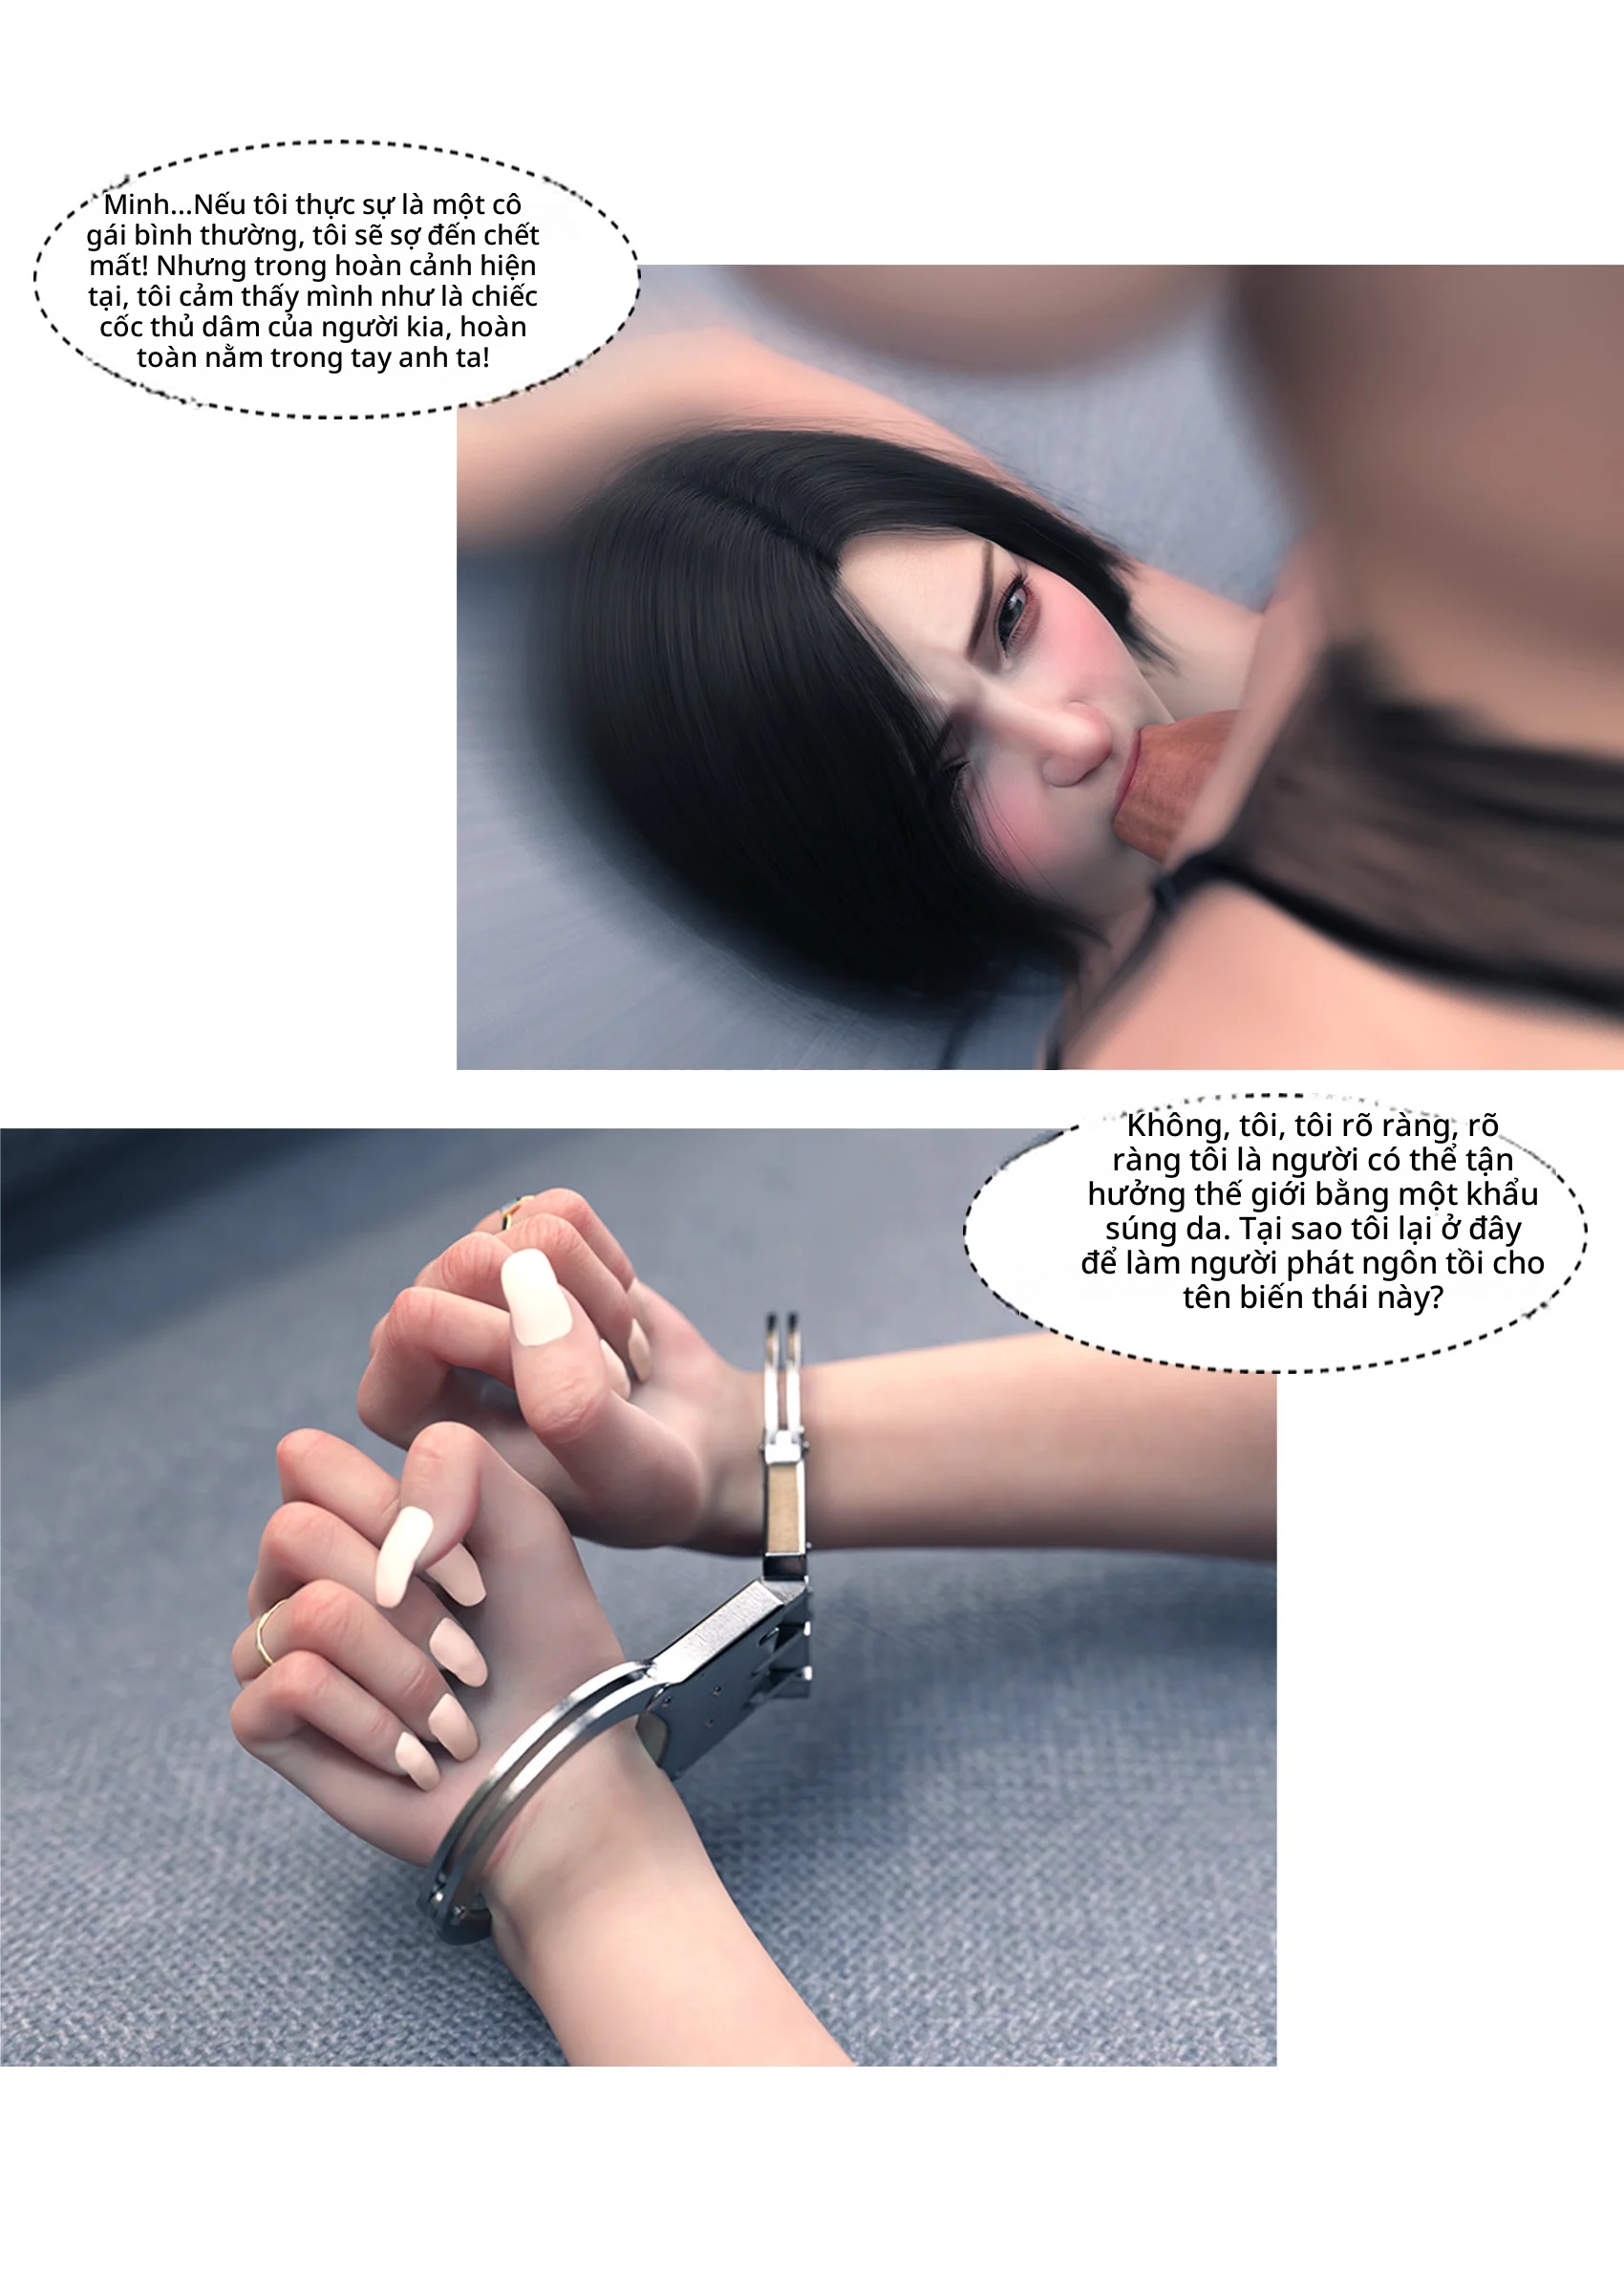 Minh...Nếu tôi thực sự là một cô
gái bình thường, tôi sẽ sợ đến chết
mất! Nhưng trong hoàn cảnh hiện
tại, tôi cảm thấy mình như là chiếc
cốc thủ dâm của người kia, hoàn
toàn nằm trong tay anh ta!
Không, tôi, tôi rõ ràng, rõ
ràng tôi là người có thể tận
hưởng thế giới bằng một khẩu
súng da. Tại sao tôi lại ở đây
để làm người phát ngôn tồi cho
tên biến thái này?